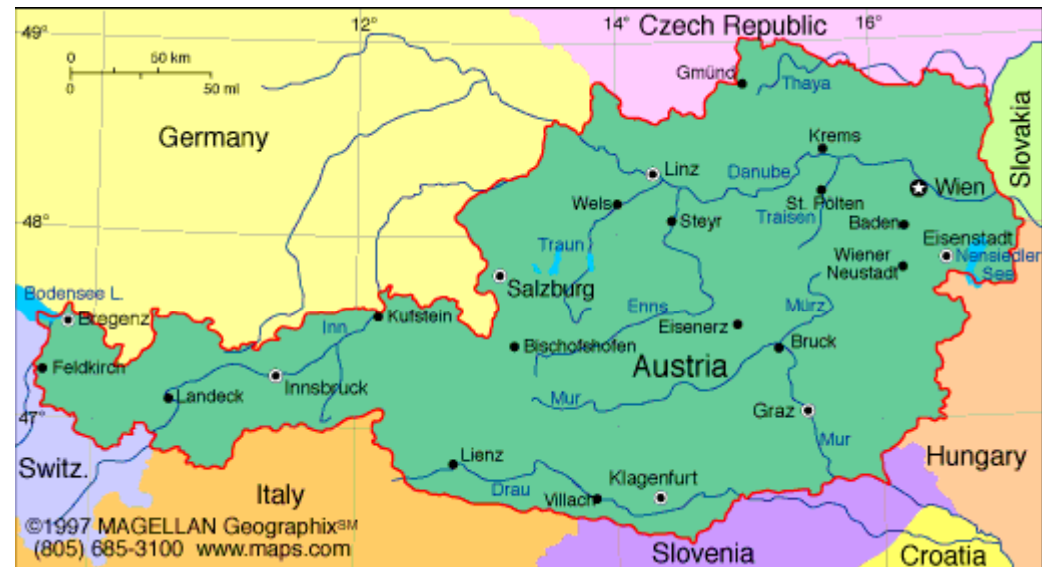 49°
12°
14°
16°
Czech Republic
0 50 km
0 50 mi
Gmünd
Thaya
Slovakia
Germany
Krems
Linz
Danube
Wien
Wels
St. Pölten
Steyr
Traisen
Baden
48°
Traun
Eisenstadt
Wiener
Neustadt
Nensiedler
See
Salzburg
Bodensee L.
Bregenz
Inn
Kufstein
Enns
Mürz
Eisenerz
Bischofshofen
Bruck
Feldkirch
Austria
Innsbruck
Landeck
Mur
47°
Graz
Mur
Switz.
Lienz
Hungary
Klagenfurt
Italy
Drau
Villach
©1997 MAGELLAN Geographix℠
(805) 685-3100 www.maps.com
Slovenia
Croatia